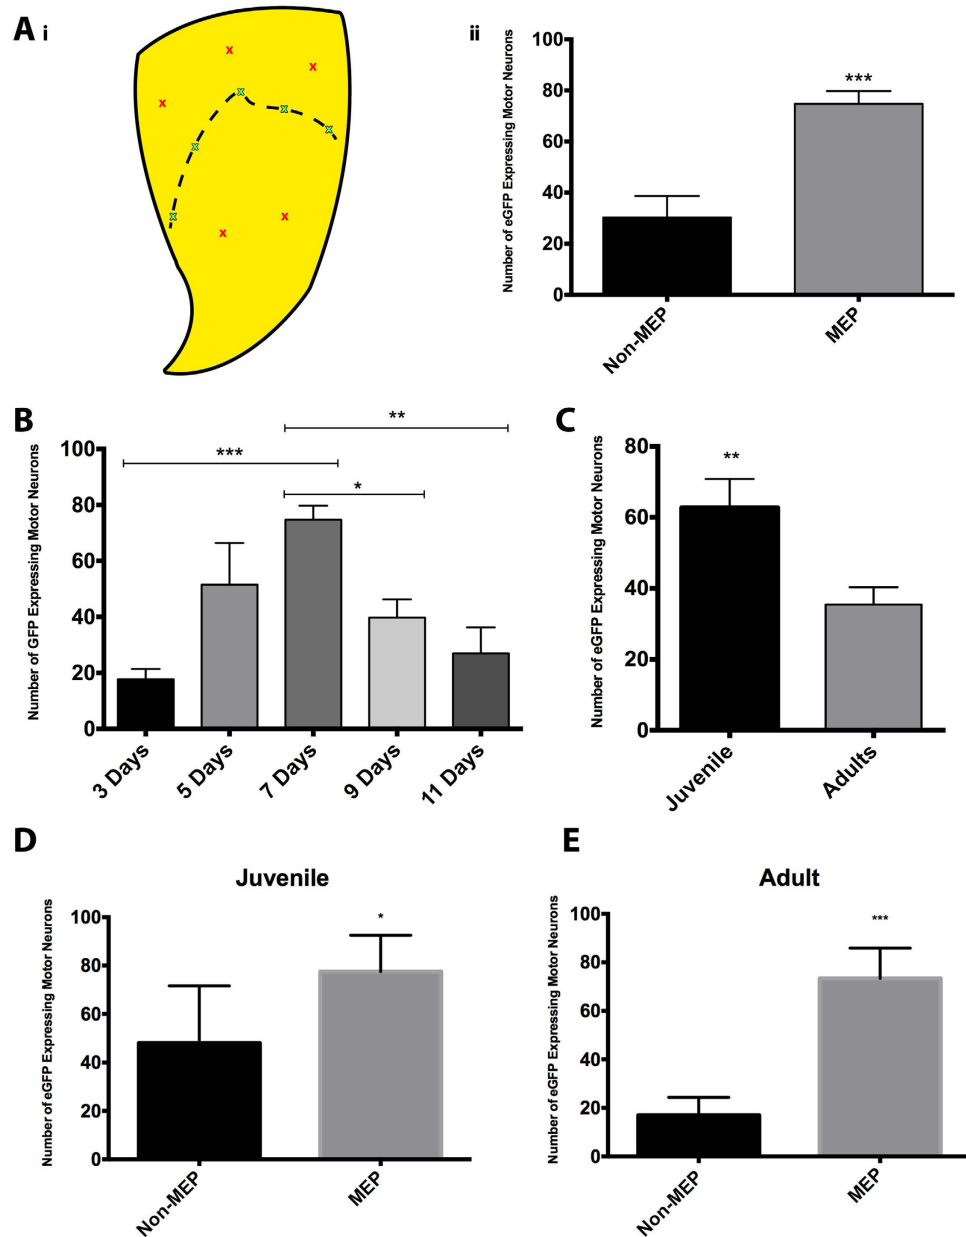 A i
x
x
x
x
x
x
x
x
x
x
ii
Number of eGFP Expressing Motor Neurons
100
80
60
40
20
0
***
Non-MEP
MEP
B
Number of GFP Expressing Motor Neurons
100
80
60
40
20
0
***
**
*
3 Days
5 Days
7 Days
9 Days
11 Days
C
Number of eGFP Expressing Motor Neurons
80
60
40
20
0
**
Juvenile
Adults
D
Juvenile
Number of eGFP Expressing Motor Neurons
100
80
60
40
20
0
*
Non-MEP
MEP
E
Adult
Number of eGFP Expressing Motor Neurons
100
80
60
40
20
0
***
Non-MEP
MEP